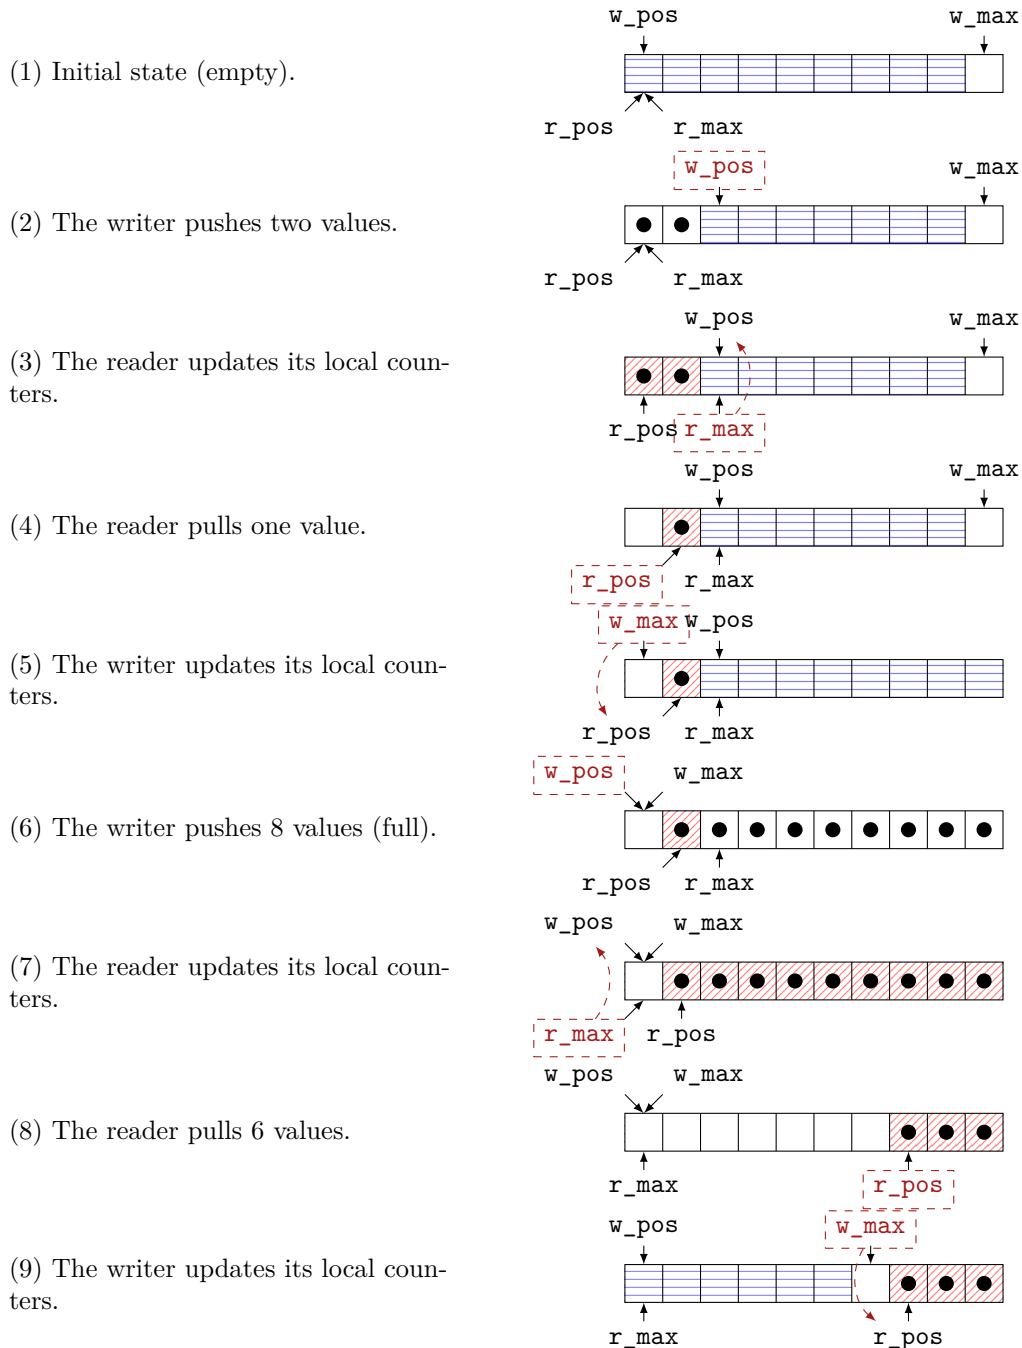 w_pos w_max
(1) Initial state (empty).
r_pos r_max
w_pos w_max
(2) The writer pushes two values.
r_pos r_max
w_pos w_max
(3) The reader updates its local coun-
ters.
r_pos r_max
w_pos w_max
(4) The reader pulls one value.
r_pos r_max
w_max w_pos
(5) The writer updates its local coun-
ters.
r_pos r_max
w_pos w_max
(6) The writer pushes 8 values (full).
r_pos r_max
w_pos w_max
(7) The reader updates its local coun-
ters.
r_max r_pos
w_pos w_max
(8) The reader pulls 6 values.
r_max r_pos
w_pos w_max
(9) The writer updates its local coun-
ters.
r_max r_pos